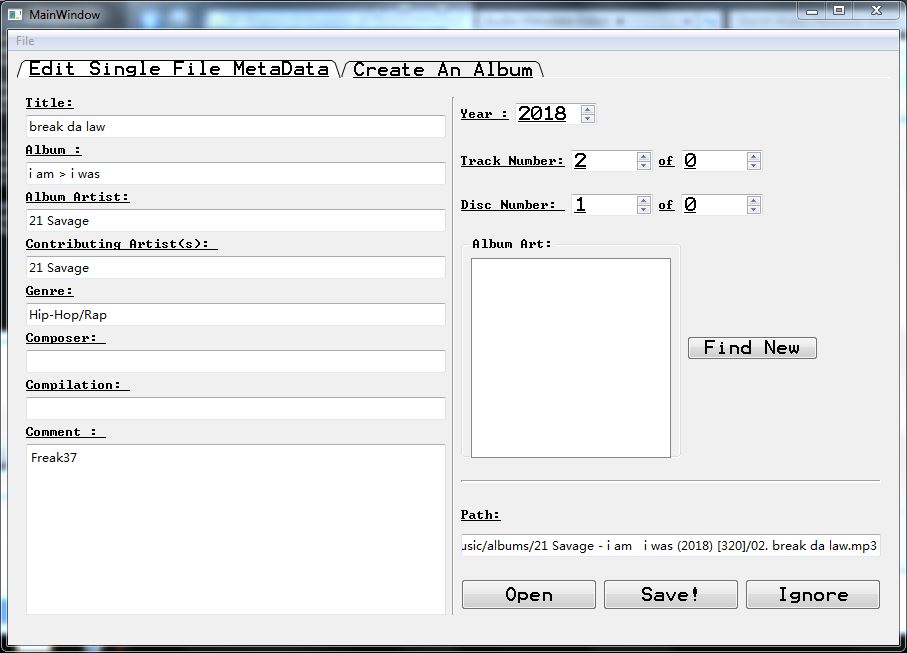 MainWindow
File
Edit Single File MetaData
Create An Album
Title:
break da law
Album :
i am > i was
Album Artist:
21 Savage
Contributing Artist(s):
21 Savage
Genre:
Hip-Hop/Rap
Composer:
Compilation:
Comment :
Freak37
Year : 2018
Track Number: 2 of 0
Disc Number: 1 of 0
Album Art:
Find New
Path:
usic/albums/21 Savage - i am   i was (2018) [320]/02. break da law.mp3
Open
Save!
Ignore